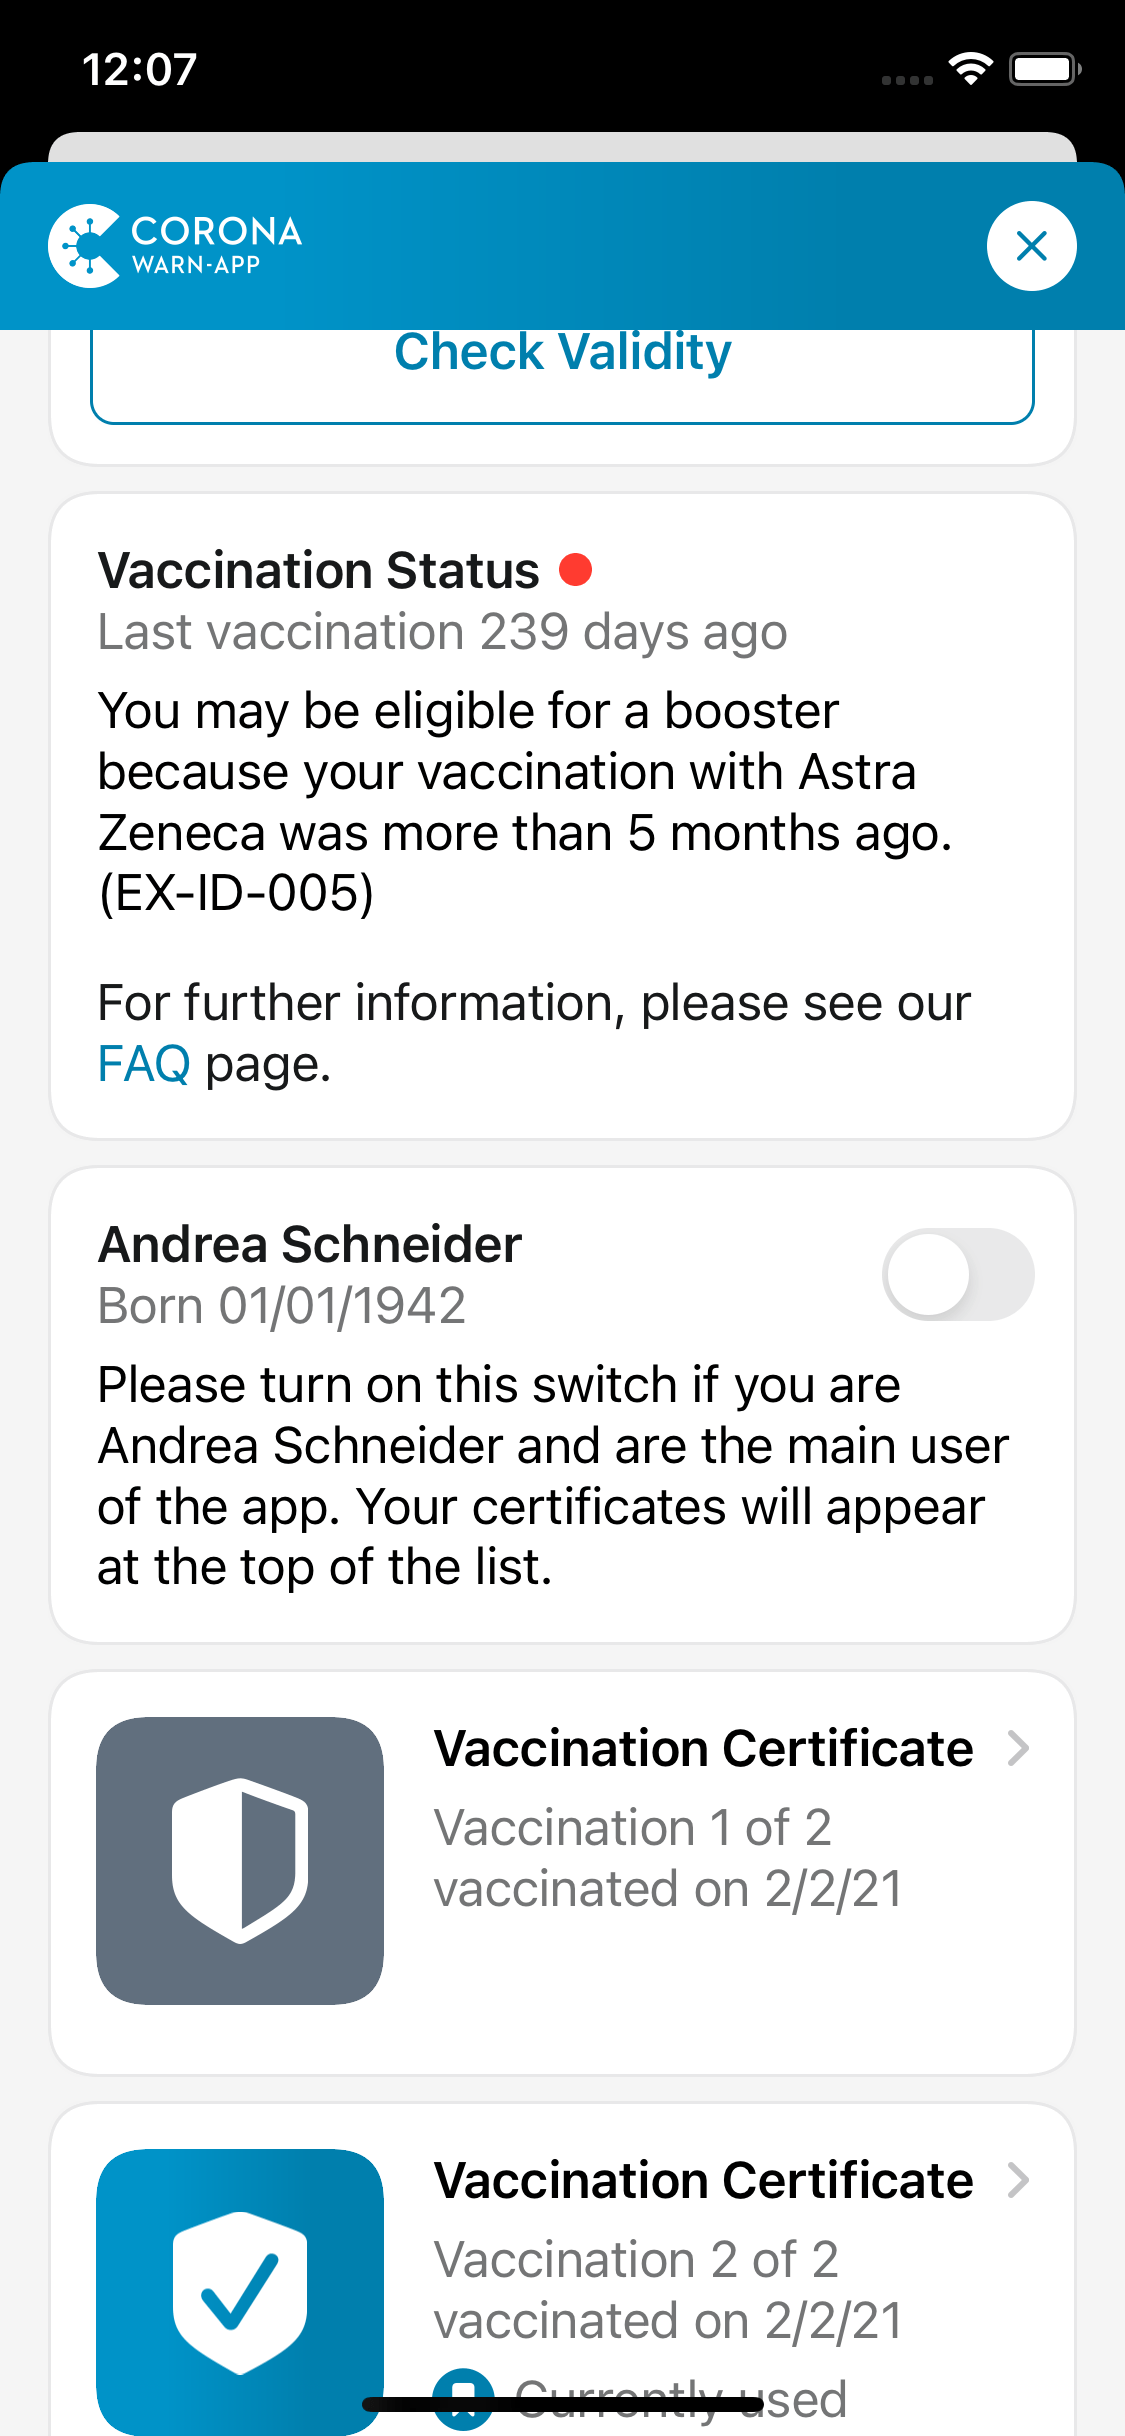 12:07
CORONA
WARN-APP
Check Validity
Vaccination Status
Last vaccination 239 days ago
You may be eligible for a booster
because your vaccination with Astra
Zeneca was more than 5 months ago.
(EX-ID-005)
For further information, please see our
FAQ page.
Andrea Schneider
Born 01/01/1942
Please turn on this switch if you are
Andrea Schneider and are the main user
of the app. Your certificates will appear
at the top of the list.
Vaccination Certificate
Vaccination 1 of 2
vaccinated on 2/2/21
Vaccination Certificate
Vaccination 2 of 2
vaccinated on 2/2/21
Currently used